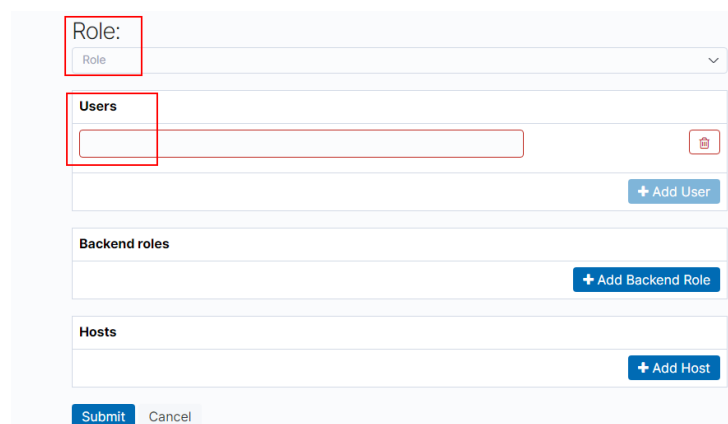 Role:
Role
Users
+ Add User
Backend roles
+ Add Backend Role
Hosts
+ Add Host
Submit Cancel